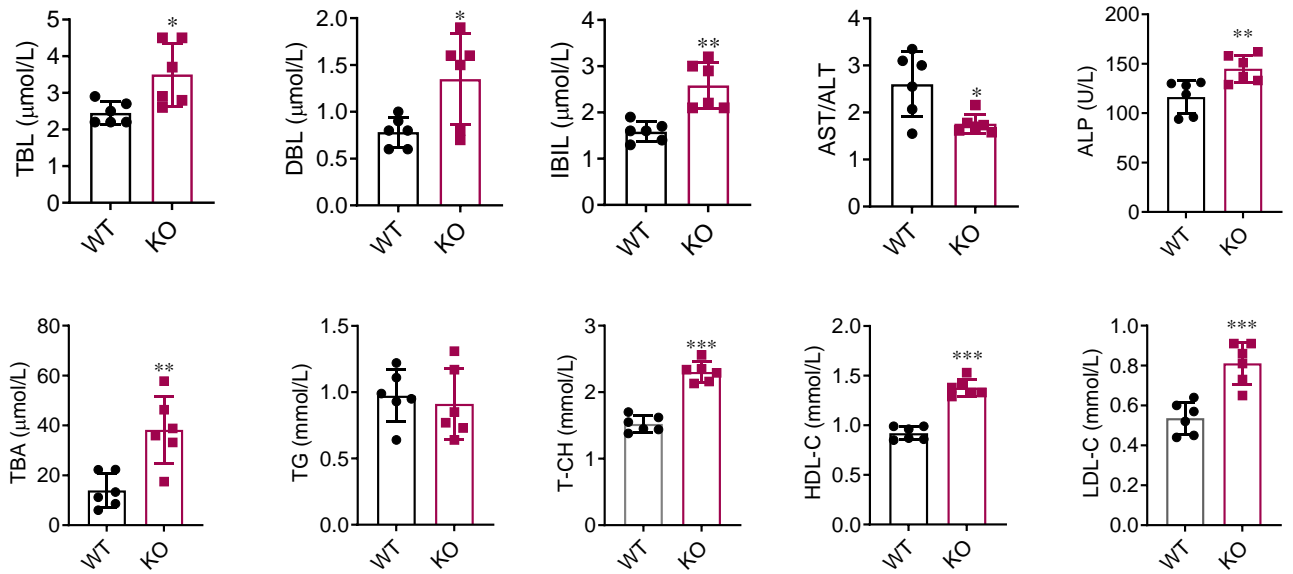 TBL (μmol/L)
5
4
3
2
1
0
*
WT
KO
DBL (μmol/L)
2.0
1.5
1.0
0.5
0.0
*
WT
KO
IBIL (μmol/L)
4
3
2
1
0
**
WT
KO
AST/ALT
4
3
2
1
0
*
WT
KO
ALP (U/L)
200
150
100
50
0
**
WT
KO
TBA (μmol/L)
80
60
40
20
0
**
WT
KO
TG (mmol/L)
1.5
1.0
0.5
0.0
WT
KO
T-CH (mmol/L)
3
2
1
0
***
WT
KO
HDL-C (mmol/L)
2.0
1.5
1.0
0.5
0.0
***
WT
KO
LDL-C (mmol/L)
1.0
0.8
0.6
0.4
0.2
0.0
***
WT
KO